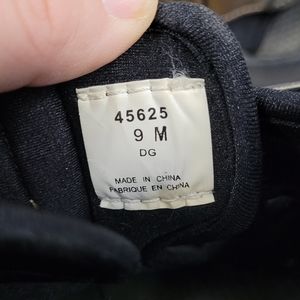 45625
9 M
DG
MADE IN CHINA
FABRIQUE EN CHINA